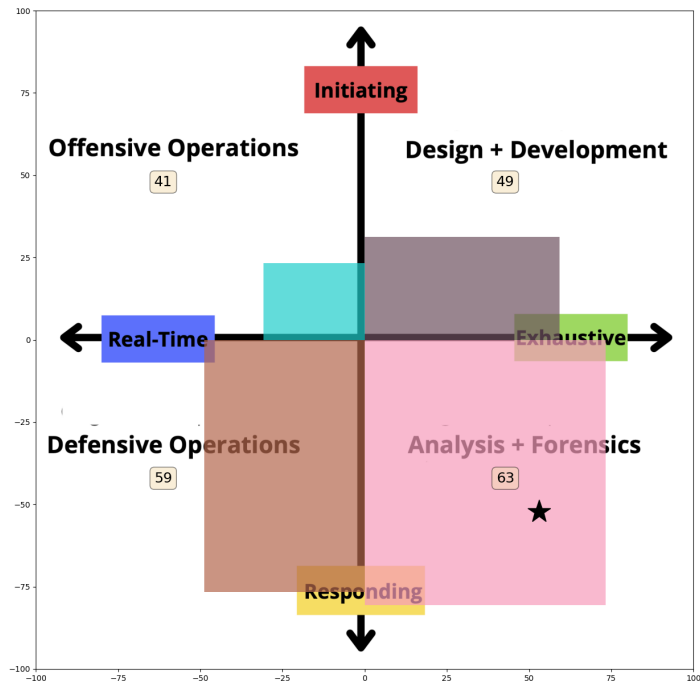 100
Initiating
75
Offensive Operations
Design + Development
41
49
50
25
Real-Time
Exhaustive
0
−25
Defensive Operations
Analysis + Forensics
59
63
−50
Responding
−75
−100
−100 −75 −50 −25 0 25 50 75 100